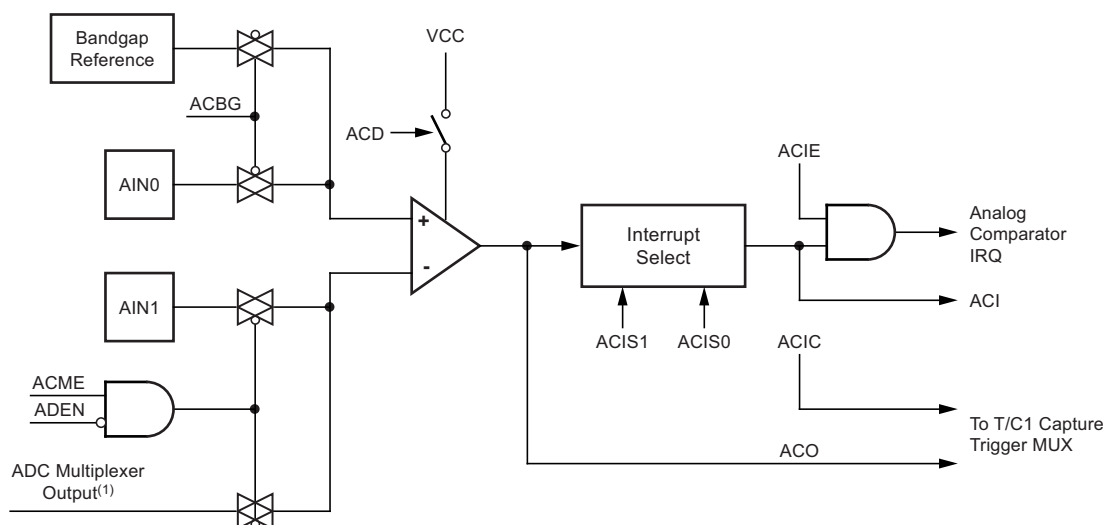 Bandgap
Reference
VCC
ACBG
ACD
AIN0
ACIE
+
-
Interrupt
Select
Analog
Comparator
IRQ
AIN1
ACI
ACIS1
ACIS0
ACIC
ACME
ADEN
To T/C1 Capture
Trigger MUX
ACO
ADC Multiplexer
Output(1)